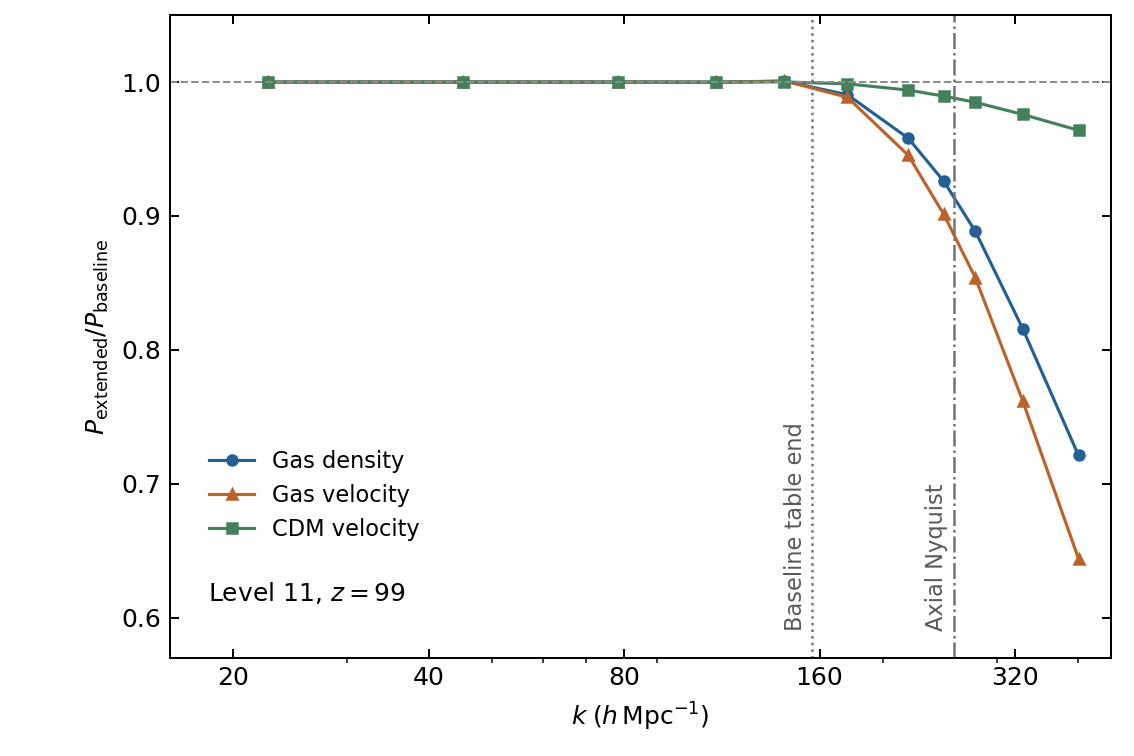 1.0
0.9
0.8
0.7
0.6
P_extended/P_baseline
Gas density
Gas velocity
CDM velocity
Level 11, z = 99
Baseline table end
Axial Nyquist
20 40 80 160 320
k (h Mpc⁻¹)